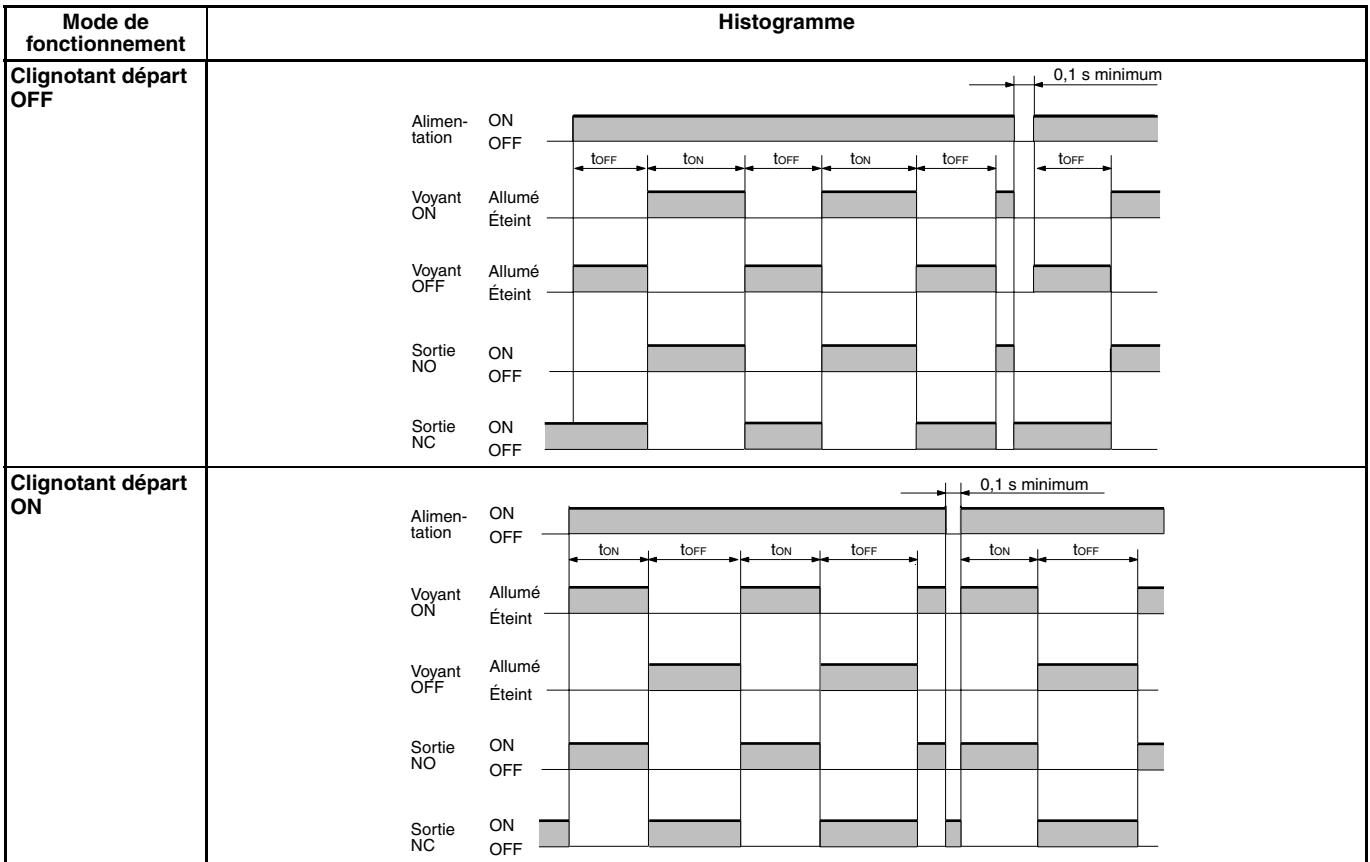 Mode de
fonctionnement
Histogramme
Clignotant départ
OFF
0,1 s minimum
Alimen-
tation
ON
OFF
tOFF tON tOFF tON tOFF tOFF
Voyant
ON
Allumé
Éteint
Voyant
OFF
Allumé
Éteint
Sortie
NO
ON
OFF
Sortie
NC
ON
OFF
Clignotant départ
ON
0,1 s minimum
Alimen-
tation
ON
OFF
tON tOFF tON tOFF tON tOFF
Voyant
ON
Allumé
Éteint
Voyant
OFF
Allumé
Éteint
Sortie
NO
ON
OFF
Sortie
NC
ON
OFF